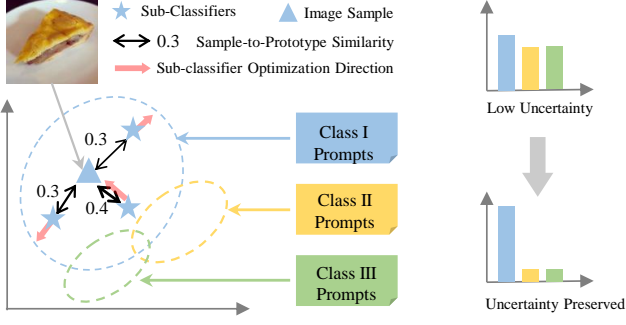 Sub-Classifiers
Image Sample
0.3 Sample-to-Prototype Similarity
Sub-classifier Optimization Direction
Low Uncertainty
0.3
Class I
Prompts
0.3
0.4
Class II
Prompts
Class III
Prompts
Uncertainty Preserved